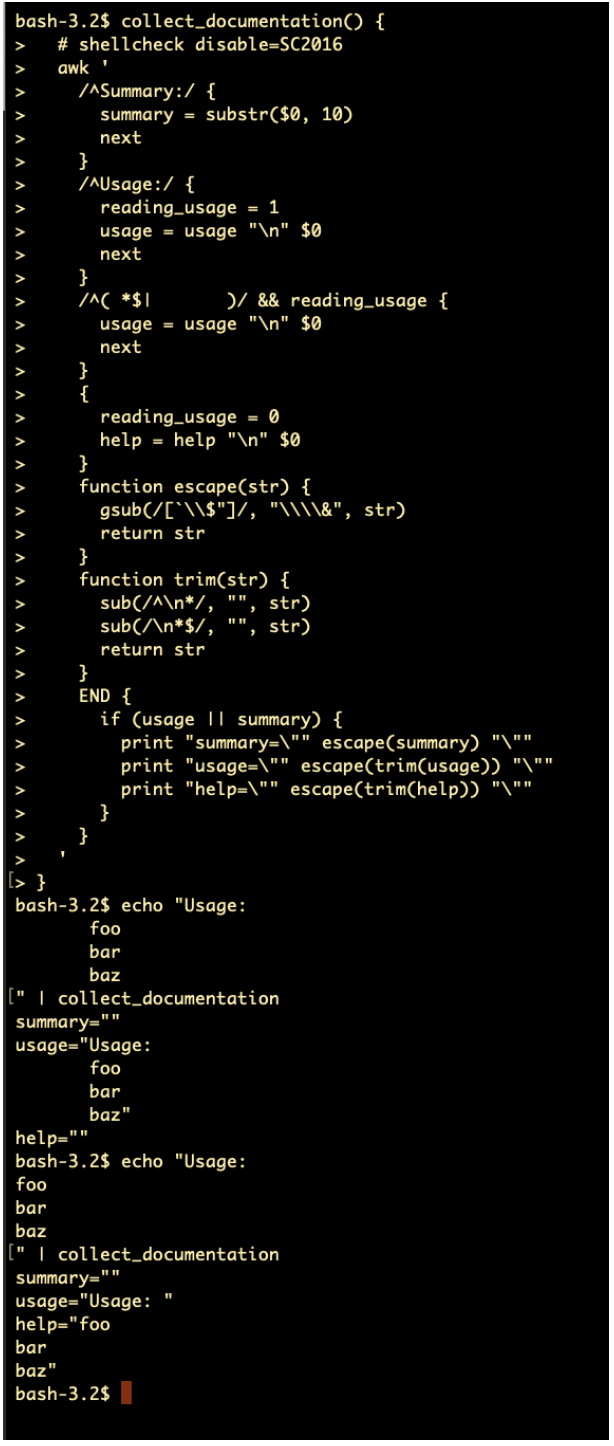 bash-3.2$ collect_documentation() {
>   # shellcheck disable=SC2016
>   awk '
>     /^Summary:/ {
>       summary = substr($0, 10)
>       next
>     }
>     /^Usage:/ {
>       reading_usage = 1
>       usage = usage "\n" $0
>       next
>     }
>     /^( *$|       )/ && reading_usage {
>       usage = usage "\n" $0
>       next
>     }
>     {
>       reading_usage = 0
>       help = help "\n" $0
>     }
>     function escape(str) {
>       gsub(/[`\\$"]/, "\\\\&", str)
>       return str
>     }
>     function trim(str) {
>       sub(/^\n*/, "", str)
>       sub(/\n*$/, "", str)
>       return str
>     }
>     END {
>       if (usage || summary) {
>         print "summary=\"" escape(summary) "\""
>         print "usage=\"" escape(trim(usage)) "\""
>         print "help=\"" escape(trim(help)) "\""
>       }
>     }
>   '
[> }
bash-3.2$ echo "Usage:
       foo
       bar
       baz
[" | collect_documentation
summary=""
usage="Usage:
       foo
       bar
       baz"
help=""
bash-3.2$ echo "Usage:
foo
bar
baz
[" | collect_documentation
summary=""
usage="Usage: "
help="foo
bar
baz"
bash-3.2$